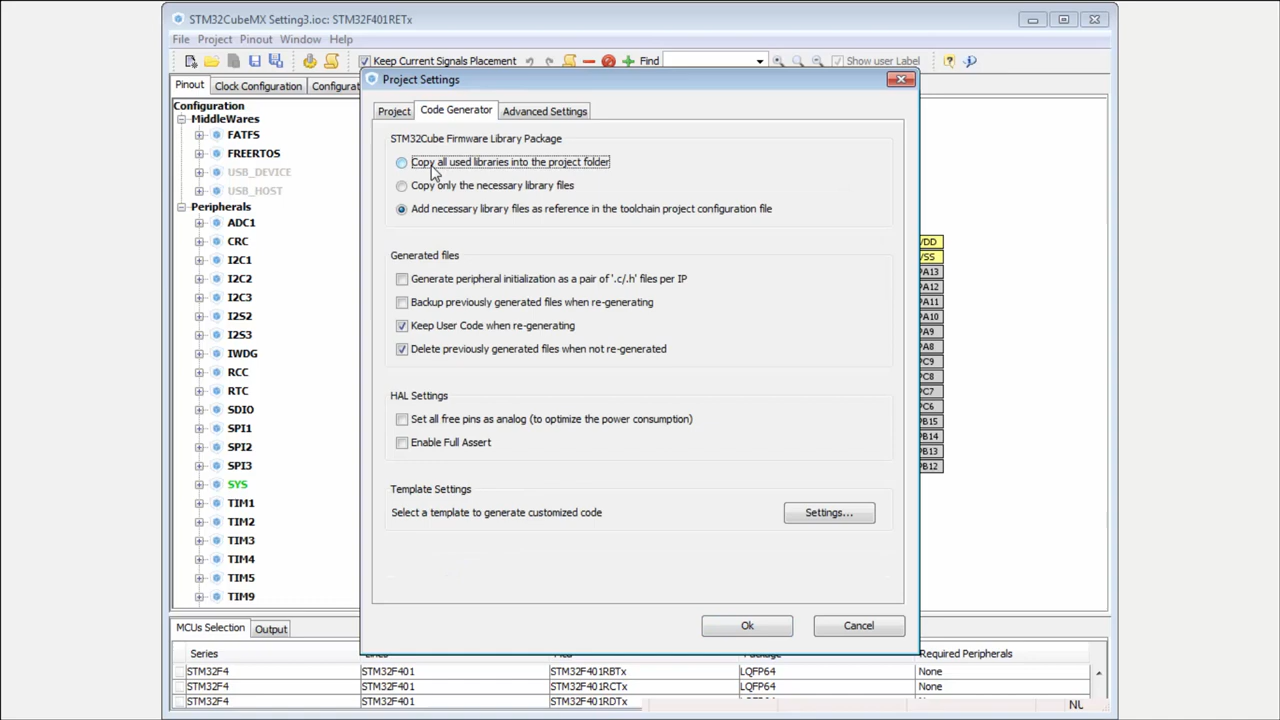 STM32CubeMX Setting3.ioc: STM32F401RETx
File Project Pinout Window Help
Keep Current Signals Placement Find Show user Label
Pinout Clock Configuration Configurat
Project Settings
Configuration
MiddleWares
FATFS
FREERTOS
USB_DEVICE
USB_HOST
Peripherals
ADC1
CRC
I2C1
I2C2
I2C3
I2S2
I2S3
IWDG
RCC
RTC
SDIO
SPI1
SPI2
SPI3
SYS
TIM1
TIM2
TIM3
TIM4
TIM5
TIM9
Project Code Generator Advanced Settings
STM32Cube Firmware Library Package
Copy all used libraries into the project folder
Copy only the necessary library files
Add necessary library files as reference in the toolchain project configuration file
Generated files
Generate peripheral initialization as a pair of '.c/.h' files per IP
Backup previously generated files when re-generating
Keep User Code when re-generating
Delete previously generated files when not re-generated
HAL Settings
Set all free pins as analog (to optimize the power consumption)
Enable Full Assert
Template Settings
Select a template to generate customized code Settings...
Ok Cancel
VDD
VSS
PA13
PA12
PA11
PA10
PA9
PA8
PC9
PC8
PC7
PC6
PB15
PB14
PB13
PB12
MCUs Selection Output
Series Lines Mcu Package Required Peripherals
STM32F4 STM32F401 STM32F401RBTx LQFP64 None
STM32F4 STM32F401 STM32F401RCTx LQFP64 None
STM32F4 STM32F401 STM32F401RDTx LQFP64 None